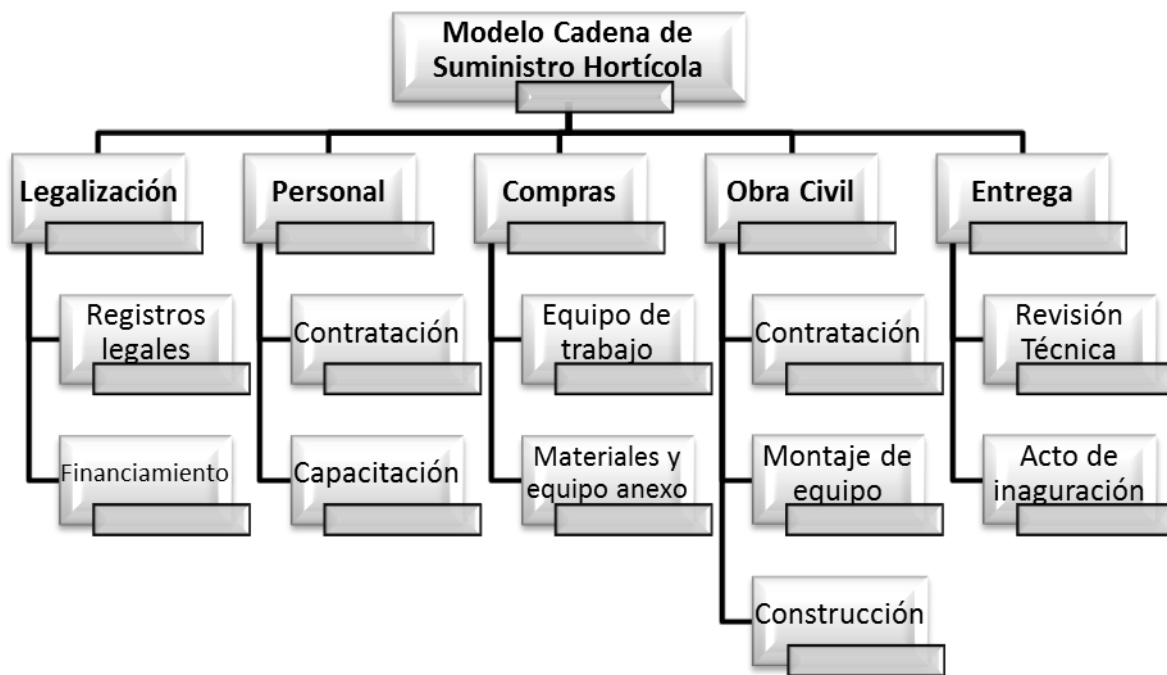 Modelo Cadena de
Suministro Hortícola
Legalización
Personal
Compras
Obra Civil
Entrega
Registros
legales
Contratación
Equipo de
trabajo
Contratación
Revisión
Técnica
Financiamiento
Capacitación
Materiales y
equipo anexo
Montaje de
equipo
Acto de
inaguración
Construcción